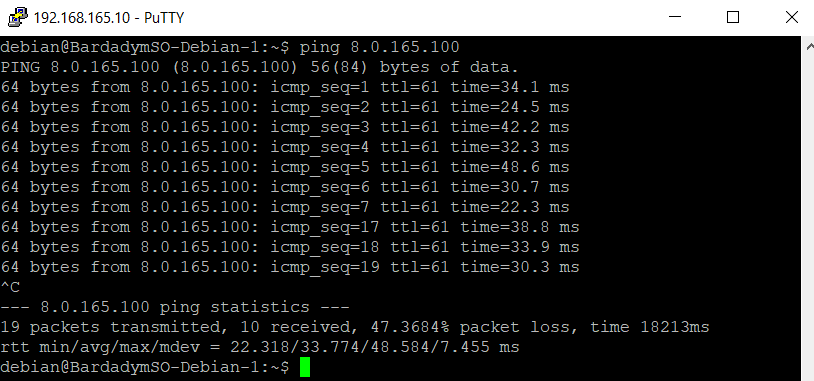 192.168.165.10 - PuTTY
debian@BardadymSO-Debian-1:~$ ping 8.0.165.100
PING 8.0.165.100 (8.0.165.100) 56(84) bytes of data.
64 bytes from 8.0.165.100: icmp_seq=1 ttl=61 time=34.1 ms
64 bytes from 8.0.165.100: icmp_seq=2 ttl=61 time=24.5 ms
64 bytes from 8.0.165.100: icmp_seq=3 ttl=61 time=42.2 ms
64 bytes from 8.0.165.100: icmp_seq=4 ttl=61 time=32.3 ms
64 bytes from 8.0.165.100: icmp_seq=5 ttl=61 time=48.6 ms
64 bytes from 8.0.165.100: icmp_seq=6 ttl=61 time=30.7 ms
64 bytes from 8.0.165.100: icmp_seq=7 ttl=61 time=22.3 ms
64 bytes from 8.0.165.100: icmp_seq=17 ttl=61 time=38.8 ms
64 bytes from 8.0.165.100: icmp_seq=18 ttl=61 time=33.9 ms
64 bytes from 8.0.165.100: icmp_seq=19 ttl=61 time=30.3 ms
^C
--- 8.0.165.100 ping statistics ---
19 packets transmitted, 10 received, 47.3684% packet loss, time 18213ms
rtt min/avg/max/mdev = 22.318/33.774/48.584/7.455 ms
debian@BardadymSO-Debian-1:~$